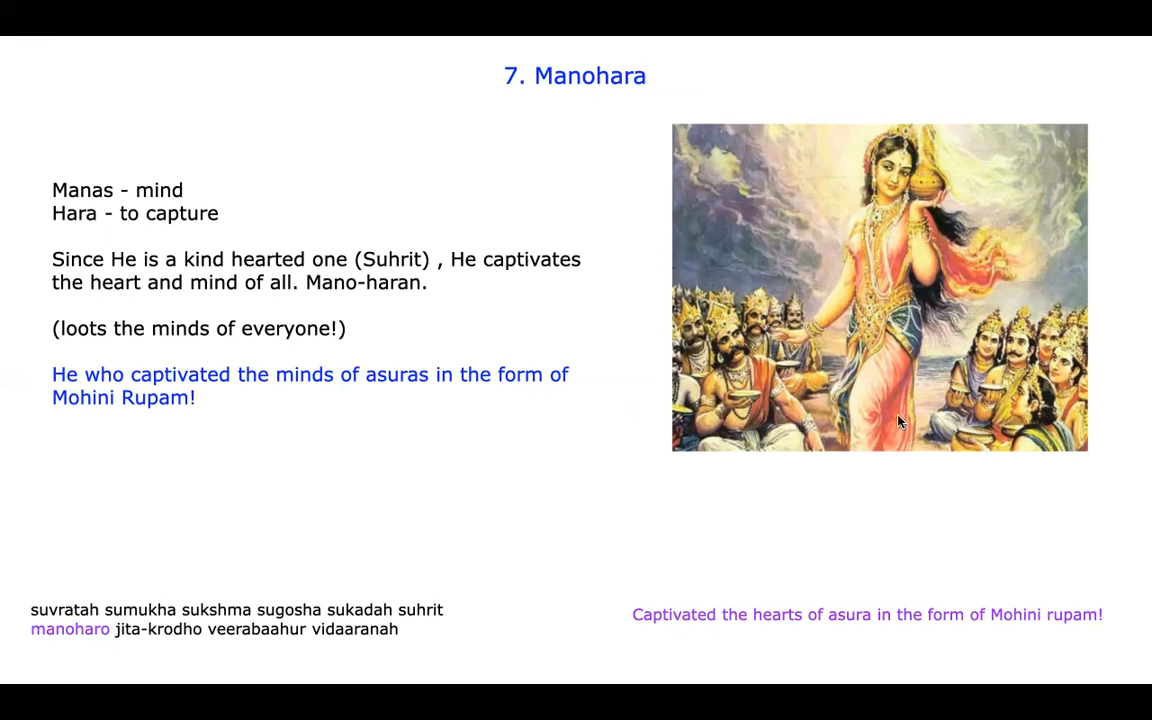 7. Manohara
Manas - mind
Hara - to capture
Since He is a kind hearted one (Suhrit) , He captivates
the heart and mind of all. Mano-haran.
(loots the minds of everyone!)
He who captivated the minds of asuras in the form of
Mohini Rupam!
suvratah sumukha sukshma sugosha sukadah suhrit
manoharo jita-krodho veerabaahur vidaaranah
Captivated the hearts of asura in the form of Mohini rupam!